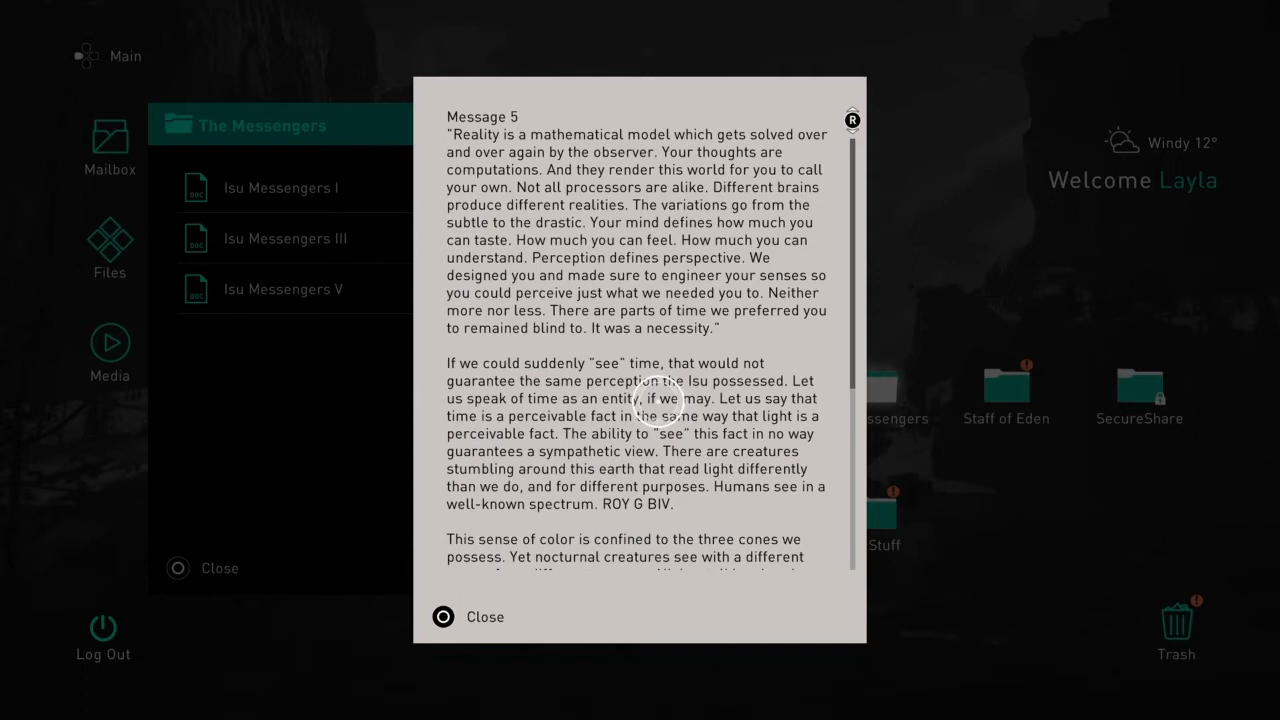 Main
The Messengers
Mailbox
Isu Messengers I
Isu Messengers III
Isu Messengers V
Files
Media
Close
Log Out
Message 5
"Reality is a mathematical model which gets solved over
and over again by the observer. Your thoughts are
computations. And they render this world for you to call
your own. Not all processors are alike. Different brains
produce different realities. The variations go from the
subtle to the drastic. Your mind defines how much you
can taste. How much you can feel. How much you can
understand. Perception defines perspective. We
designed you and made sure to engineer your senses so
you could perceive just what we needed you to. Neither
more nor less. There are parts of time we preferred you
to remained blind to. It was a necessity."
If we could suddenly "see" time, that would not
guarantee the same perception the Isu possessed. Let
us speak of time as an entity, if we may. Let us say that
time is a perceivable fact in the same way that light is a
perceivable fact. The ability to "see" this fact in no way
guarantees a sympathetic view. There are creatures
stumbling around this earth that read light differently
than we do, and for different purposes. Humans see in a
well-known spectrum. ROY G BIV.
This sense of color is confined to the three cones we
possess. Yet nocturnal creatures see with a different
R
Close
Windy 12°
Welcome Layla
ssengers
Staff of Eden
SecureShare
Stuff
Trash
DOC
DOC
DOC